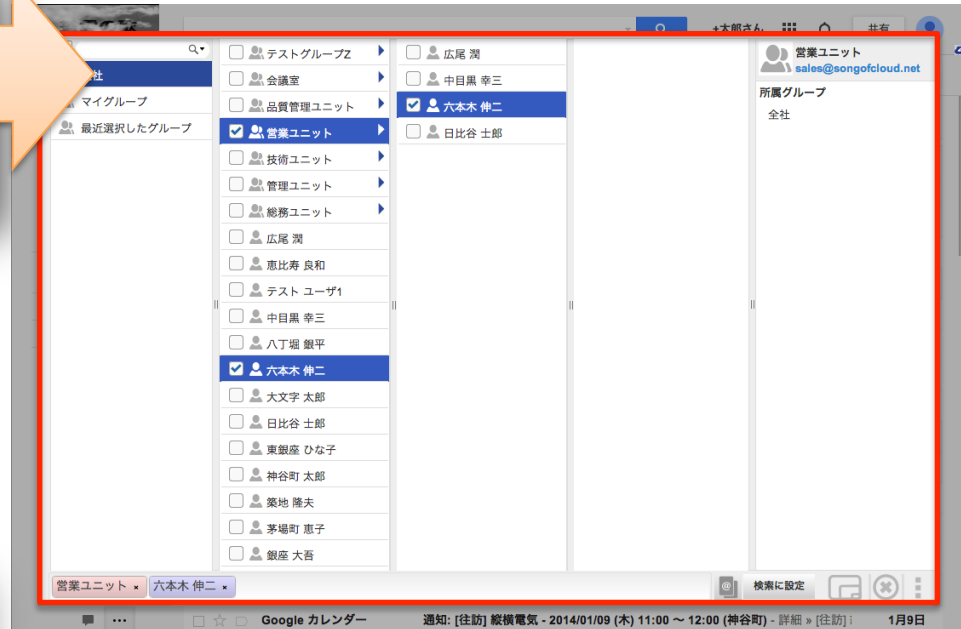 +太郎さん
共有
社
マイグループ
最近選択したグループ
テストグループZ
会議室
品質管理ユニット
営業ユニット
技術ユニット
管理ユニット
総務ユニット
広尾 潤
恵比寿 良和
テスト ユーザ1
中目黒 幸三
八丁堀 銀平
六本木 伸二
大文字 太郎
日比谷 士郎
東銀座 ひな子
神谷町 太郎
築地 隆夫
茅場町 恵子
銀座 大吾
広尾 潤
中目黒 幸三
六本木 伸二
日比谷 士郎
営業ユニット
sales@songofcloud.net
所属グループ
全社
営業ユニット × 六本木 伸二 ×
検索に設定
Google カレンダー 通知: [往訪] 縦横電気 - 2014/01/09 (木) 11:00 ～ 12:00 (神谷町) - 詳細 » [往訪] 1月9日